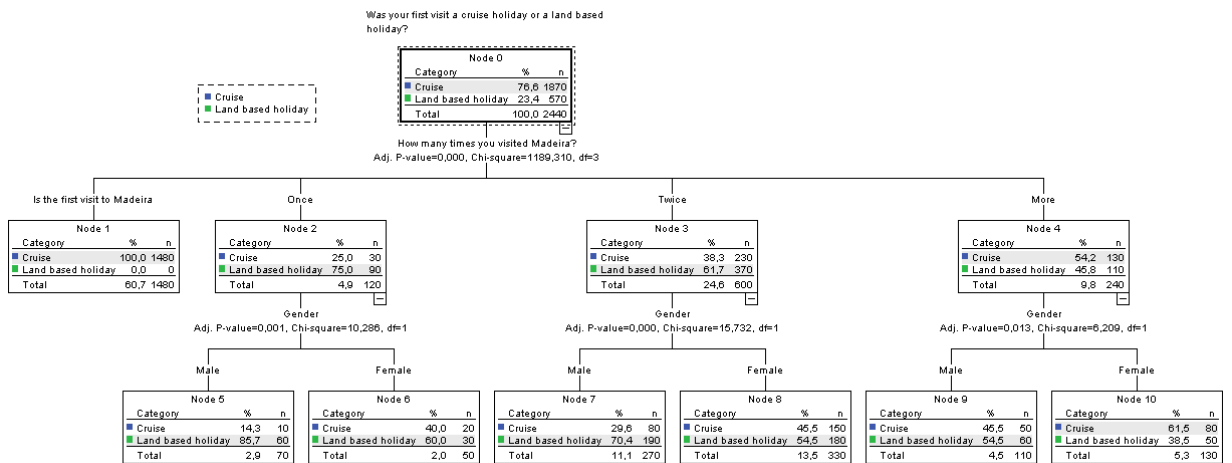 Was your first visit a cruise holiday or a land based
holiday?
Node 0
Category % n
Cruise 76,6 1870
Land based holiday 23,4 570
Total 100,0 2440
Cruise
Land based holiday
How many times you visited Madeira?
Adj. P-value=0,000, Chi-square=1189,310, df=3
Is the first visit to Madeira
Node 1
Category % n
Cruise 100,0 1480
Land based holiday 0,0 0
Total 60,7 1480
Once
Node 2
Category % n
Cruise 25,0 30
Land based holiday 75,0 90
Total 4,9 120
Twice
Node 3
Category % n
Cruise 38,3 230
Land based holiday 61,7 370
Total 24,6 600
More
Node 4
Category % n
Cruise 54,2 130
Land based holiday 45,8 110
Total 9,8 240
Gender
Adj. P-value=0,001, Chi-square=10,286, df=1
Gender
Adj. P-value=0,000, Chi-square=15,732, df=1
Gender
Adj. P-value=0,013, Chi-square=6,209, df=1
Male
Node 5
Category % n
Cruise 14,3 10
Land based holiday 85,7 60
Total 2,9 70
Female
Node 6
Category % n
Cruise 40,0 20
Land based holiday 60,0 30
Total 2,0 50
Male
Node 7
Category % n
Cruise 29,6 80
Land based holiday 70,4 190
Total 11,1 270
Female
Node 8
Category % n
Cruise 45,5 150
Land based holiday 54,5 180
Total 13,5 330
Male
Node 9
Category % n
Cruise 45,5 50
Land based holiday 54,5 60
Total 4,5 110
Female
Node 10
Category % n
Cruise 61,5 80
Land based holiday 38,5 50
Total 5,3 130